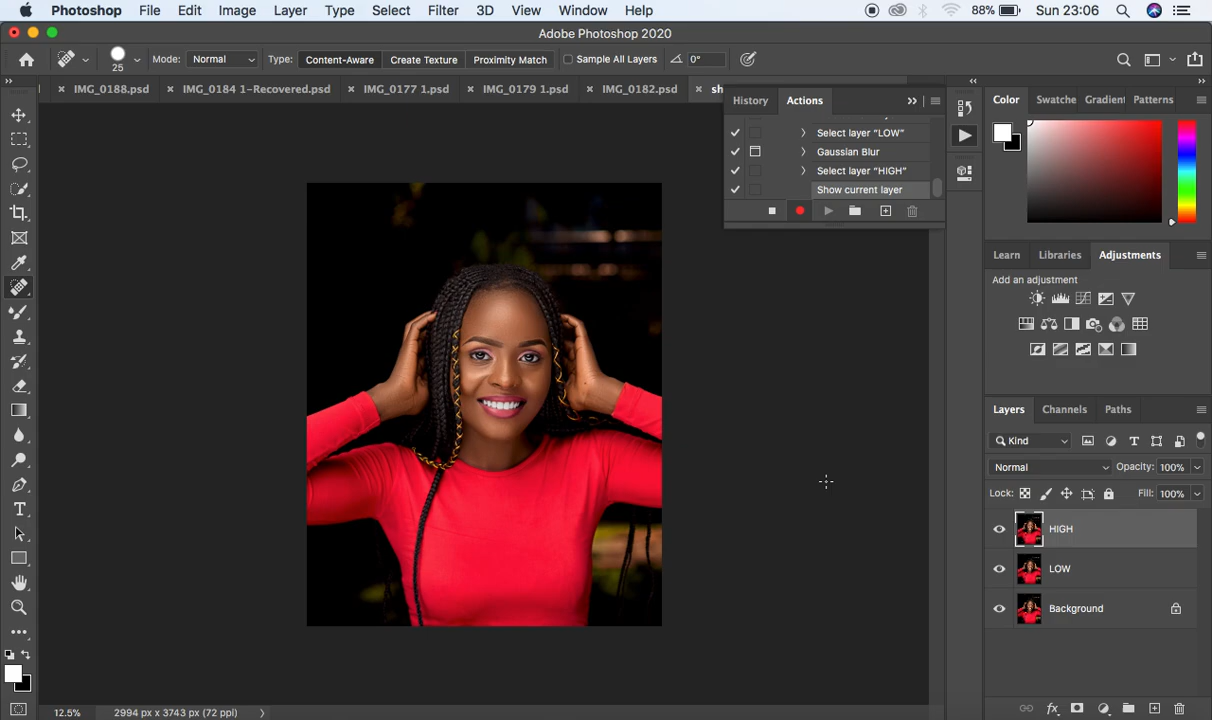 Photoshop File Edit Image Layer Type Select Filter 3D View Window Help 88% Sun 23:06
Adobe Photoshop 2020
25 Mode: Normal Type: Content-Aware Create Texture Proximity Match Sample All Layers 0°
IMG_0188.psd IMG_0184 1-Recovered.psd IMG_0177 1.psd IMG_0179 1.psd IMG_0182.psd sh
History Actions
Select layer “LOW”
Gaussian Blur
Select layer “HIGH”
Show current layer
Color Swatche Gradient Patterns
Learn Libraries Adjustments
Add an adjustment
Layers Channels Paths
Kind
Normal Opacity: 100%
Lock: Fill: 100%
HIGH
LOW
Background
12.5% 2994 px x 3743 px (72 ppi)